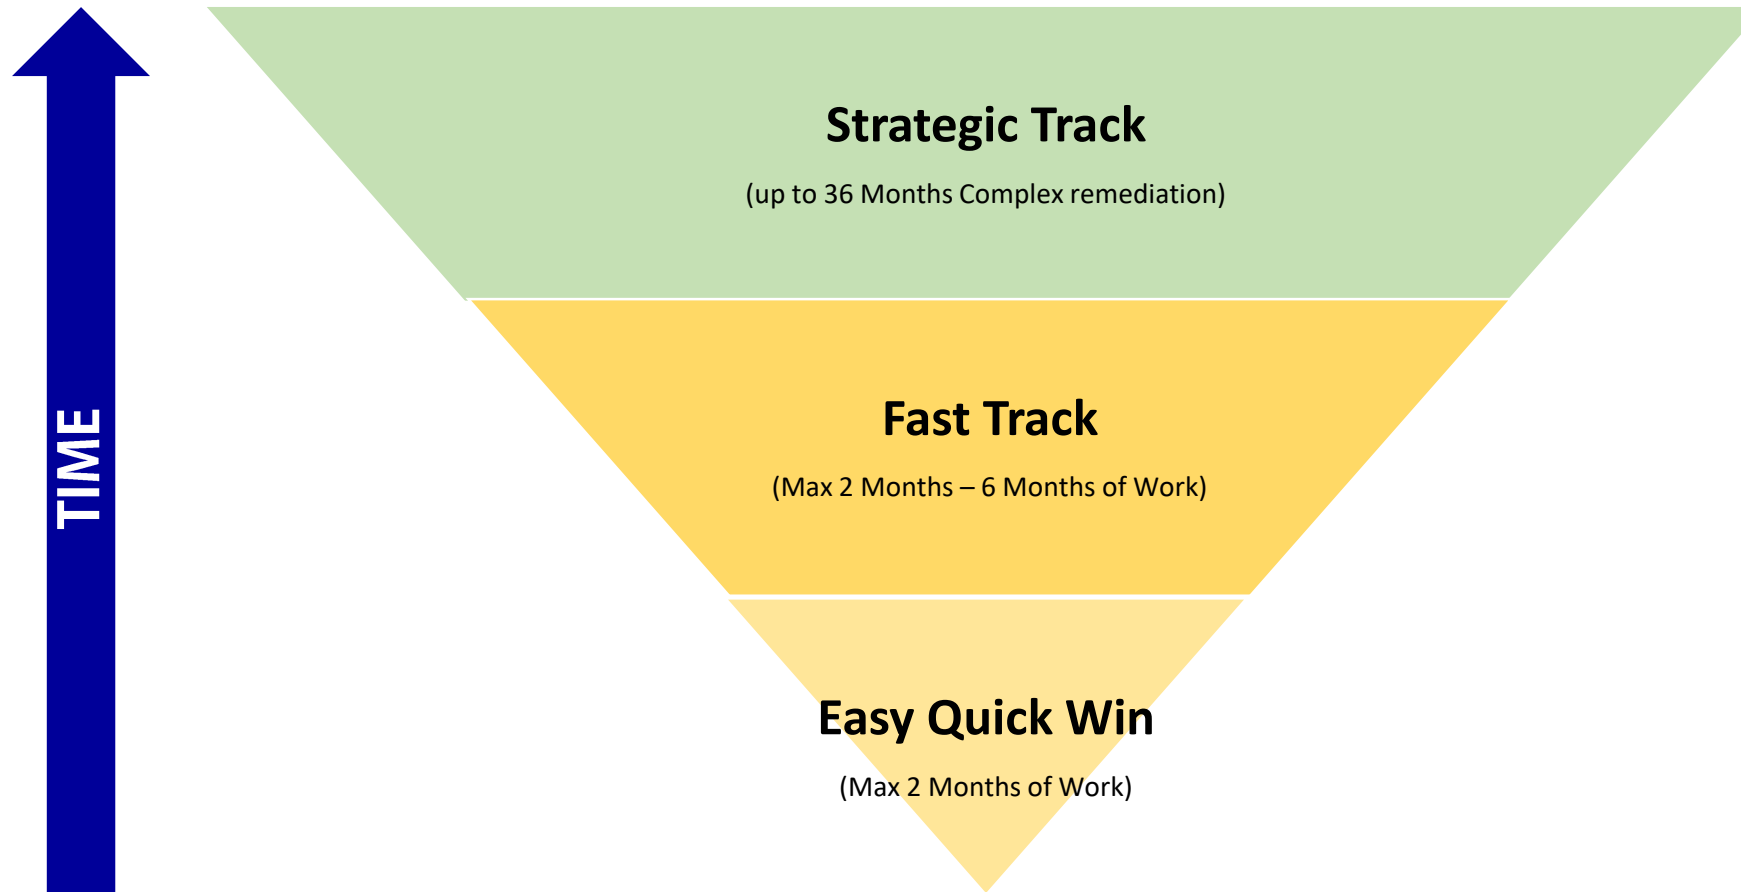 Strategic Track
(up to 36 Months Complex remediation)
Fast Track
(Max 2 Months – 6 Months of Work)
TIME
Easy Quick Win
(Max 2 Months of Work)